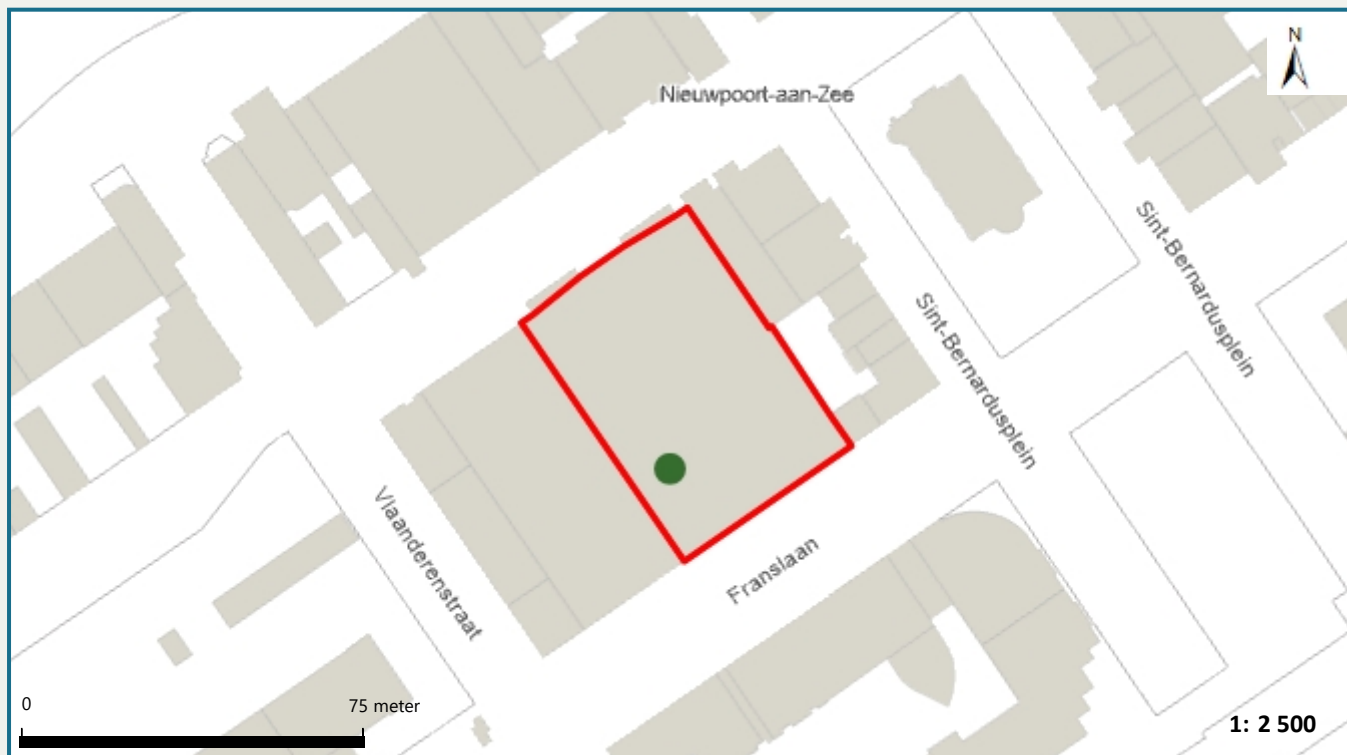 N
Nieuwpoort-aan-Zee
Sint-Bernardusplein
Sint-Bernardusplein
Vlaanderenstraat
Franslaan
0 75 meter
1: 2 500